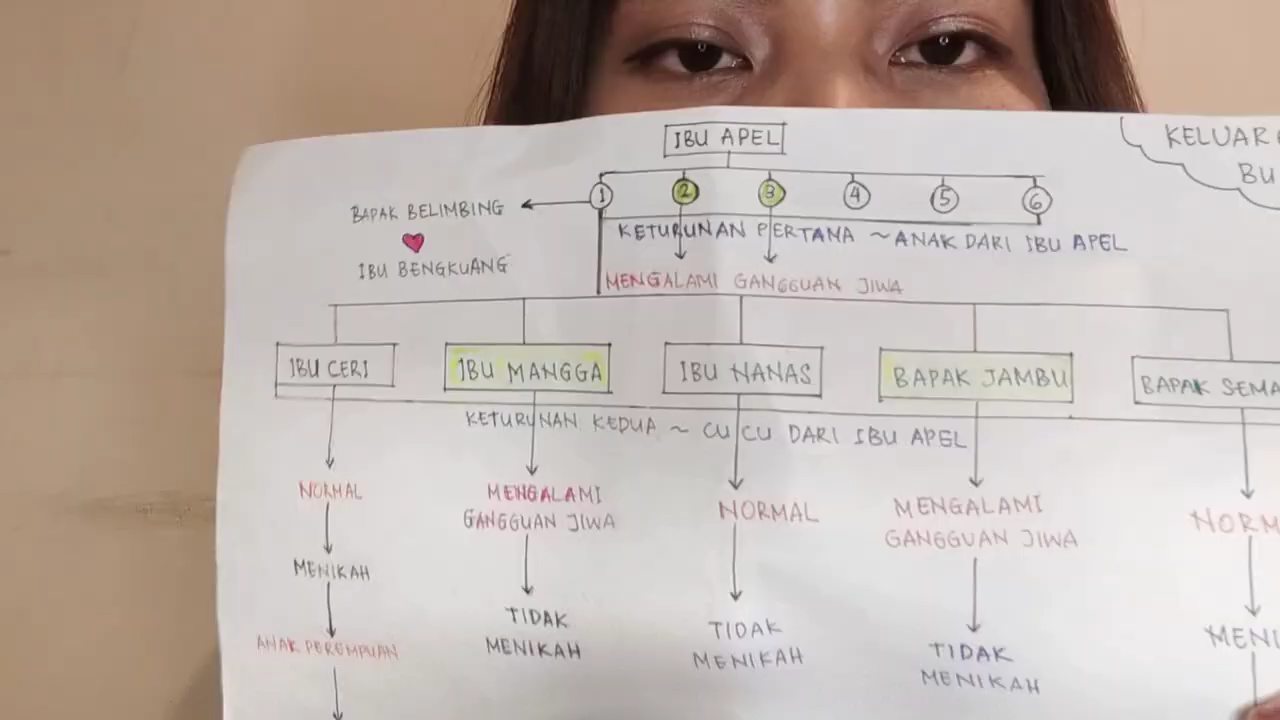 IBU APEL
KELUAR
BU
1 2 3 4 5 6
BAPAK BELIMBING
IBU BENGKUANG
KETURUNAN PERTANA ~ ANAK DARI IBU APEL
MENGALAMI GANGGUAN JIWA
IBU CERI
IBU MANGGA
IBU NANAS
BAPAK JAMBU
BAPAK SEMA
KETURUNAN KEDUA ~ CUCU DARI IBU APEL
NORMAL
MENGALAMI
GANGGUAN JIWA
NORMAL
MENGALAMI
GANGGUAN JIWA
NORM
MENIKAH
TIDAK
MENIKAH
TIDAK
MENIKAH
TIDAK
MENIKAH
MENI
ANAK PEREMPUAN